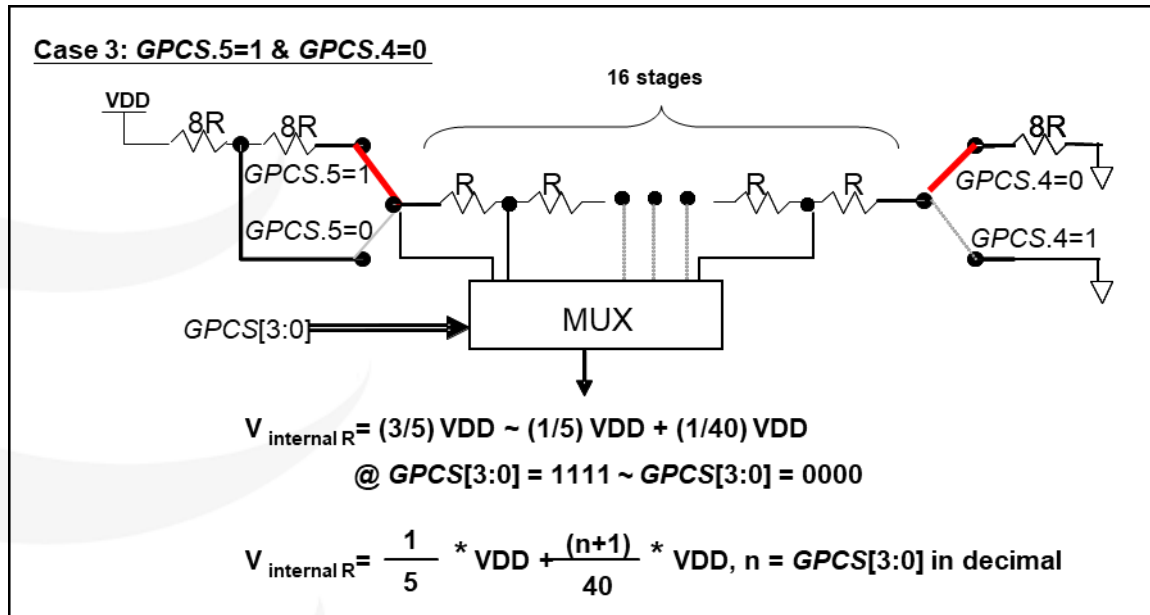 Case 3: GPCS.5=1 & GPCS.4=0
16 stages
VDD
8R
8R
8R
GPCS.5=1
R
R
R
R
GPCS.4=0
GPCS.5=0
GPCS.4=1
GPCS[3:0]
MUX
V internal R = (3/5) VDD ~ (1/5) VDD + (1/40) VDD
@ GPCS[3:0] = 1111 ~ GPCS[3:0] = 0000
V internal R = 1/5 * VDD + (n+1)/40 * VDD, n = GPCS[3:0] in decimal